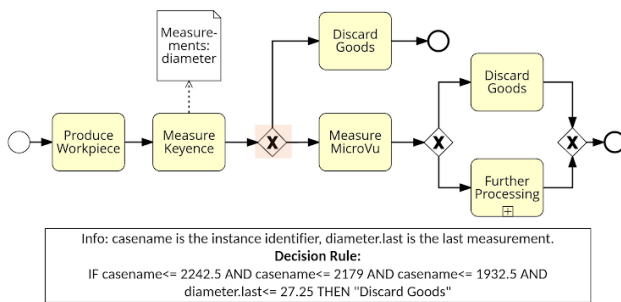 Measure-
ments:
diameter
Discard
Goods
Discard
Goods
Produce
Workpiece
Measure
Keyence
X
Measure
MicroVu
X
X
Further
Processing
Info: casename is the instance identifier, diameter.last is the last measurement.
Decision Rule:
IF casename<= 2242.5 AND casename<= 2179 AND casename<= 1932.5 AND
diameter.last<= 27.25 THEN "Discard Goods"